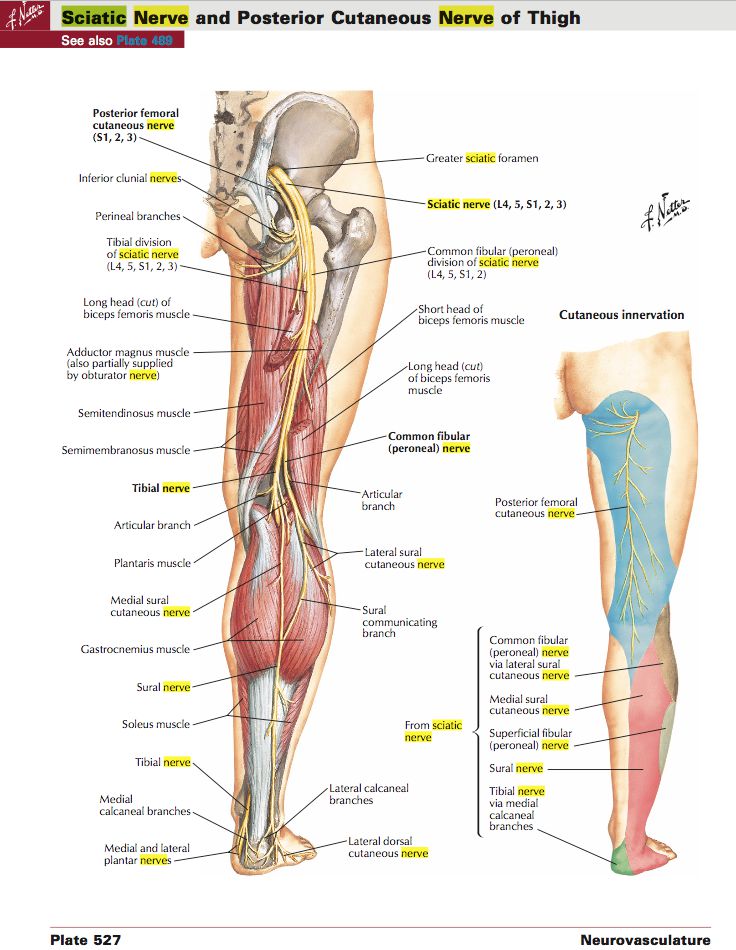 Sciatic Nerve and Posterior Cutaneous Nerve of Thigh
See also Plate 489
Posterior femoral
cutaneous nerve
(S1, 2, 3)
Inferior clunial nerves
Perineal branches
Tibial division
of sciatic nerve
(L4, 5, S1, 2, 3)
Long head (cut) of
biceps femoris muscle
Adductor magnus muscle
(also partially supplied
by obturator nerve)
Semitendinosus muscle
Semimembranosus muscle
Tibial nerve
Articular branch
Plantaris muscle
Medial sural
cutaneous nerve
Gastrocnemius muscle
Sural nerve
Soleus muscle
Tibial nerve
Medial
calcaneal branches
Medial and lateral
plantar nerves
Greater sciatic foramen
Sciatic nerve (L4, 5, S1, 2, 3)
Common fibular (peroneal)
division of sciatic nerve
(L4, 5, S1, 2)
Short head of
biceps femoris muscle
Long head (cut)
of biceps femoris
muscle
Common fibular
(peroneal) nerve
Articular
branch
Lateral sural
cutaneous nerve
Sural
communicating
branch
Lateral calcaneal
branches
Lateral dorsal
cutaneous nerve
F. Netter
M.D.
Cutaneous innervation
Posterior femoral
cutaneous nerve
From sciatic
nerve
Common fibular
(peroneal) nerve
via lateral sural
cutaneous nerve
Medial sural
cutaneous nerve
Superficial fibular
(peroneal) nerve
Sural nerve
Tibial nerve
via medial
calcaneal
branches
Plate 527
Neurovasculature